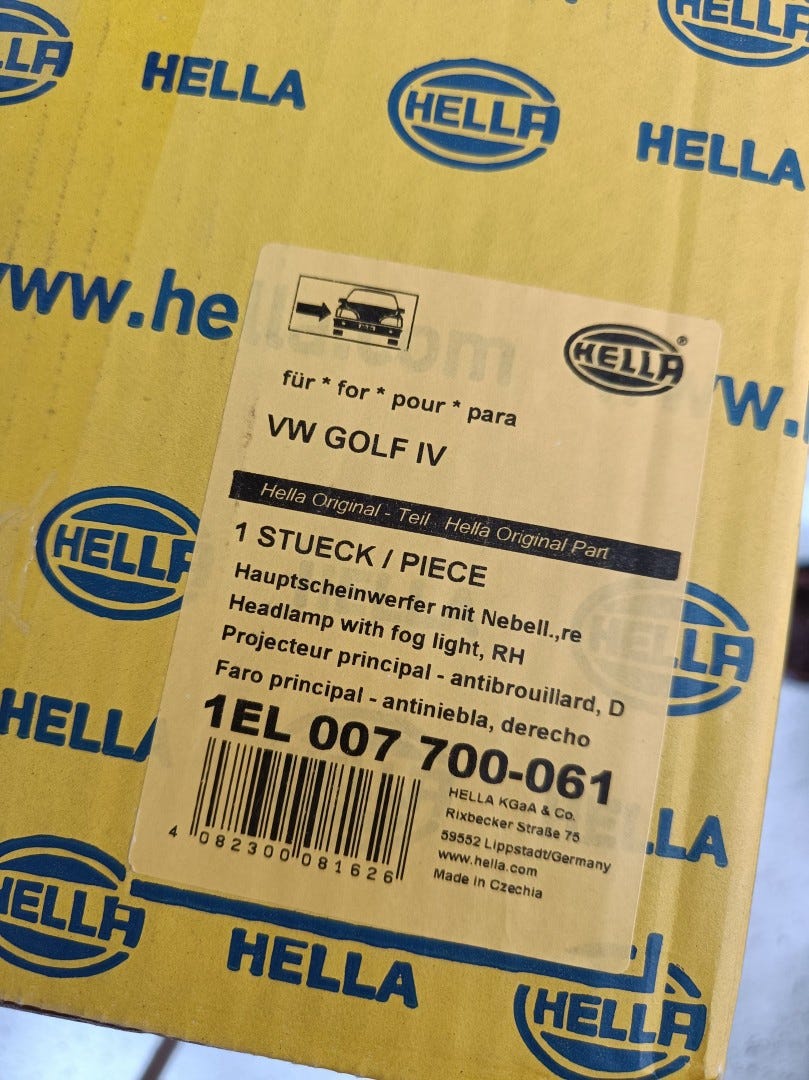 HELLA
HELLA
HELLA
HELLA
HELLA
www.he
HELLA
für * for * pour * para
VW GOLF IV
Hella Original - Teil Hella Original Part
1 STUECK / PIECE
Hauptscheinwerfer mit Nebell.,re
Headlamp with fog light, RH
Projecteur principal - antibrouillard, D
Faro principal - antiniebla, derecho
1EL 007 700-061
4 082300 081626
HELLA KGaA & Co.
Rixbecker Straße 75
59552 Lippstadt/Germany
www.hella.com
Made in Czechia
HELLA
HELLA
HELLA
HELLA
HELLA
HELLA